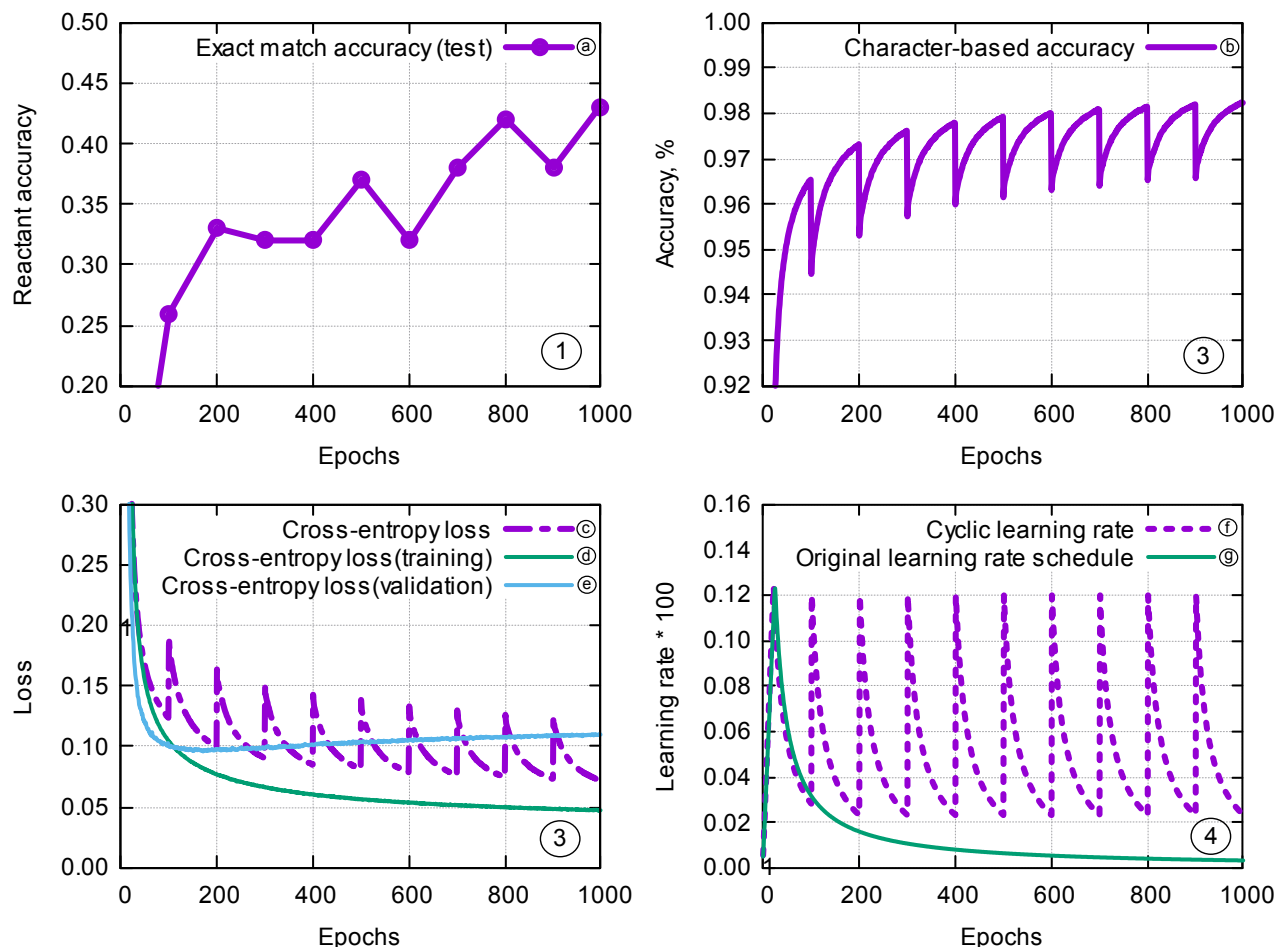 0.50
0.45
0.40
0.35
0.30
0.25
0.20
Reactant accuracy
Exact match accuracy (test) ⓐ
①
0 200 400 600 800 1000
Epochs
1.00
0.99
0.98
0.97
0.96
0.95
0.94
0.93
0.92
Accuracy, %
Character-based accuracy ⓑ
③
0 200 400 600 800 1000
Epochs
0.30
0.25
0.20
0.15
0.10
0.05
0.00
1
Loss
Cross-entropy loss ⓒ
Cross-entropy loss (training) ⓓ
Cross-entropy loss (validation) ⓔ
③
0 200 400 600 800 1000
Epochs
0.16
0.14
0.12
0.10
0.08
0.06
0.04
0.02
0.00
1
Learning rate * 100
Cyclic learning rate ⓕ
Original learning rate schedule ⓖ
④
0 200 400 600 800 1000
Epochs